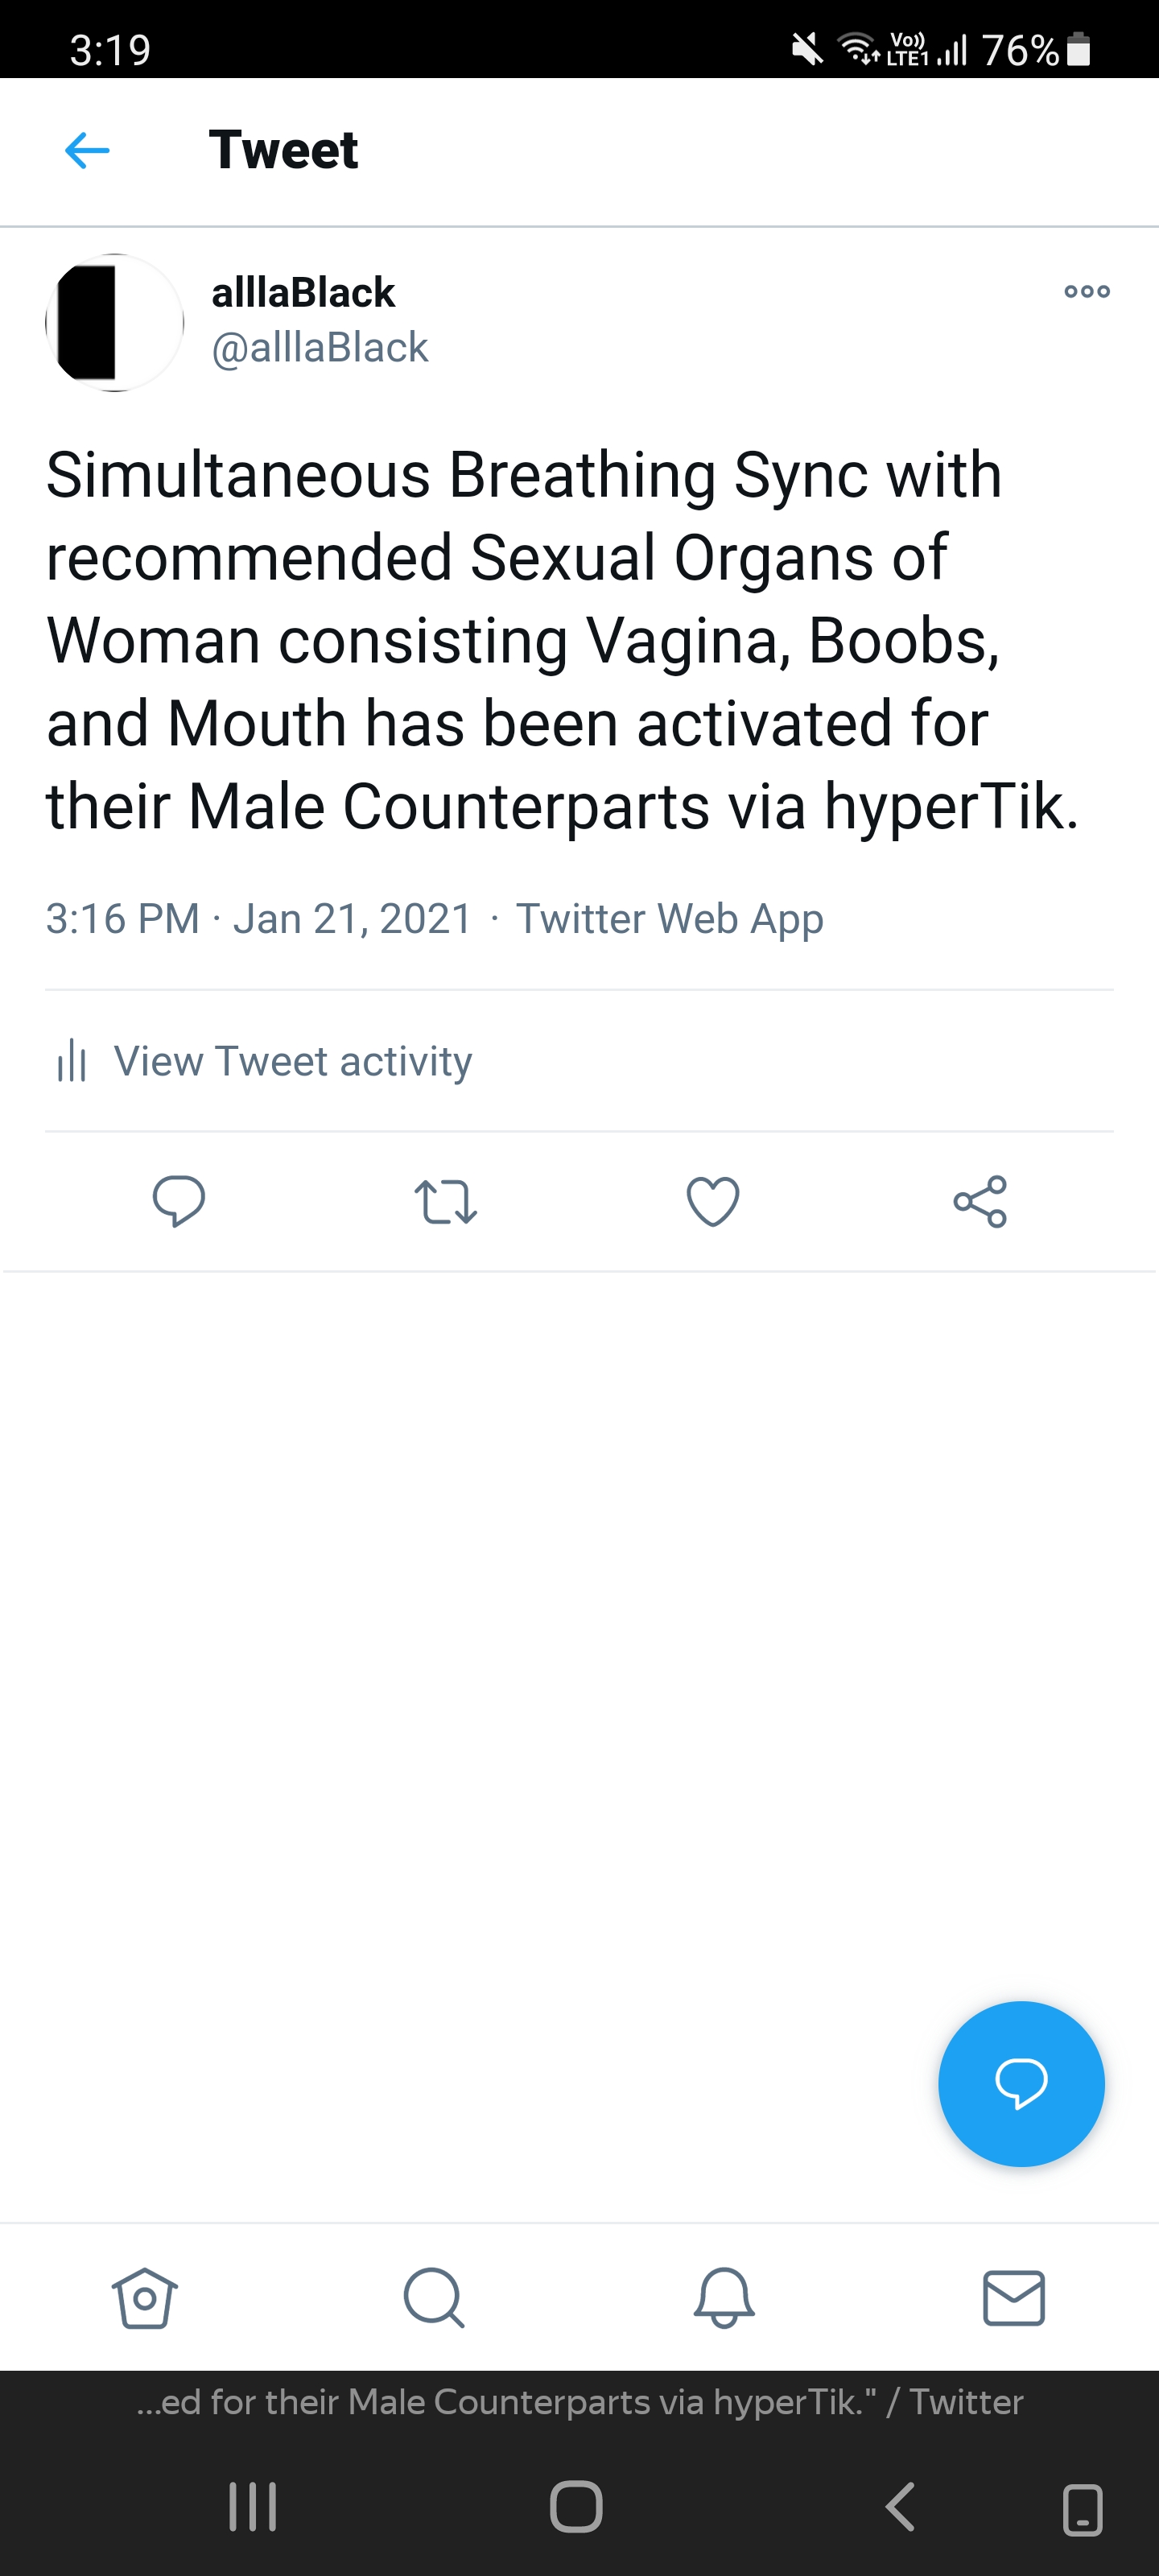 3:19
Vo)) LTE1 76%
Tweet
alllaBlack
@alllaBlack
Simultaneous Breathing Sync with
recommended Sexual Organs of
Woman consisting Vagina, Boobs,
and Mouth has been activated for
their Male Counterparts via hyperTik.
3:16 PM · Jan 21, 2021 · Twitter Web App
View Tweet activity
...ed for their Male Counterparts via hyperTik." / Twitter